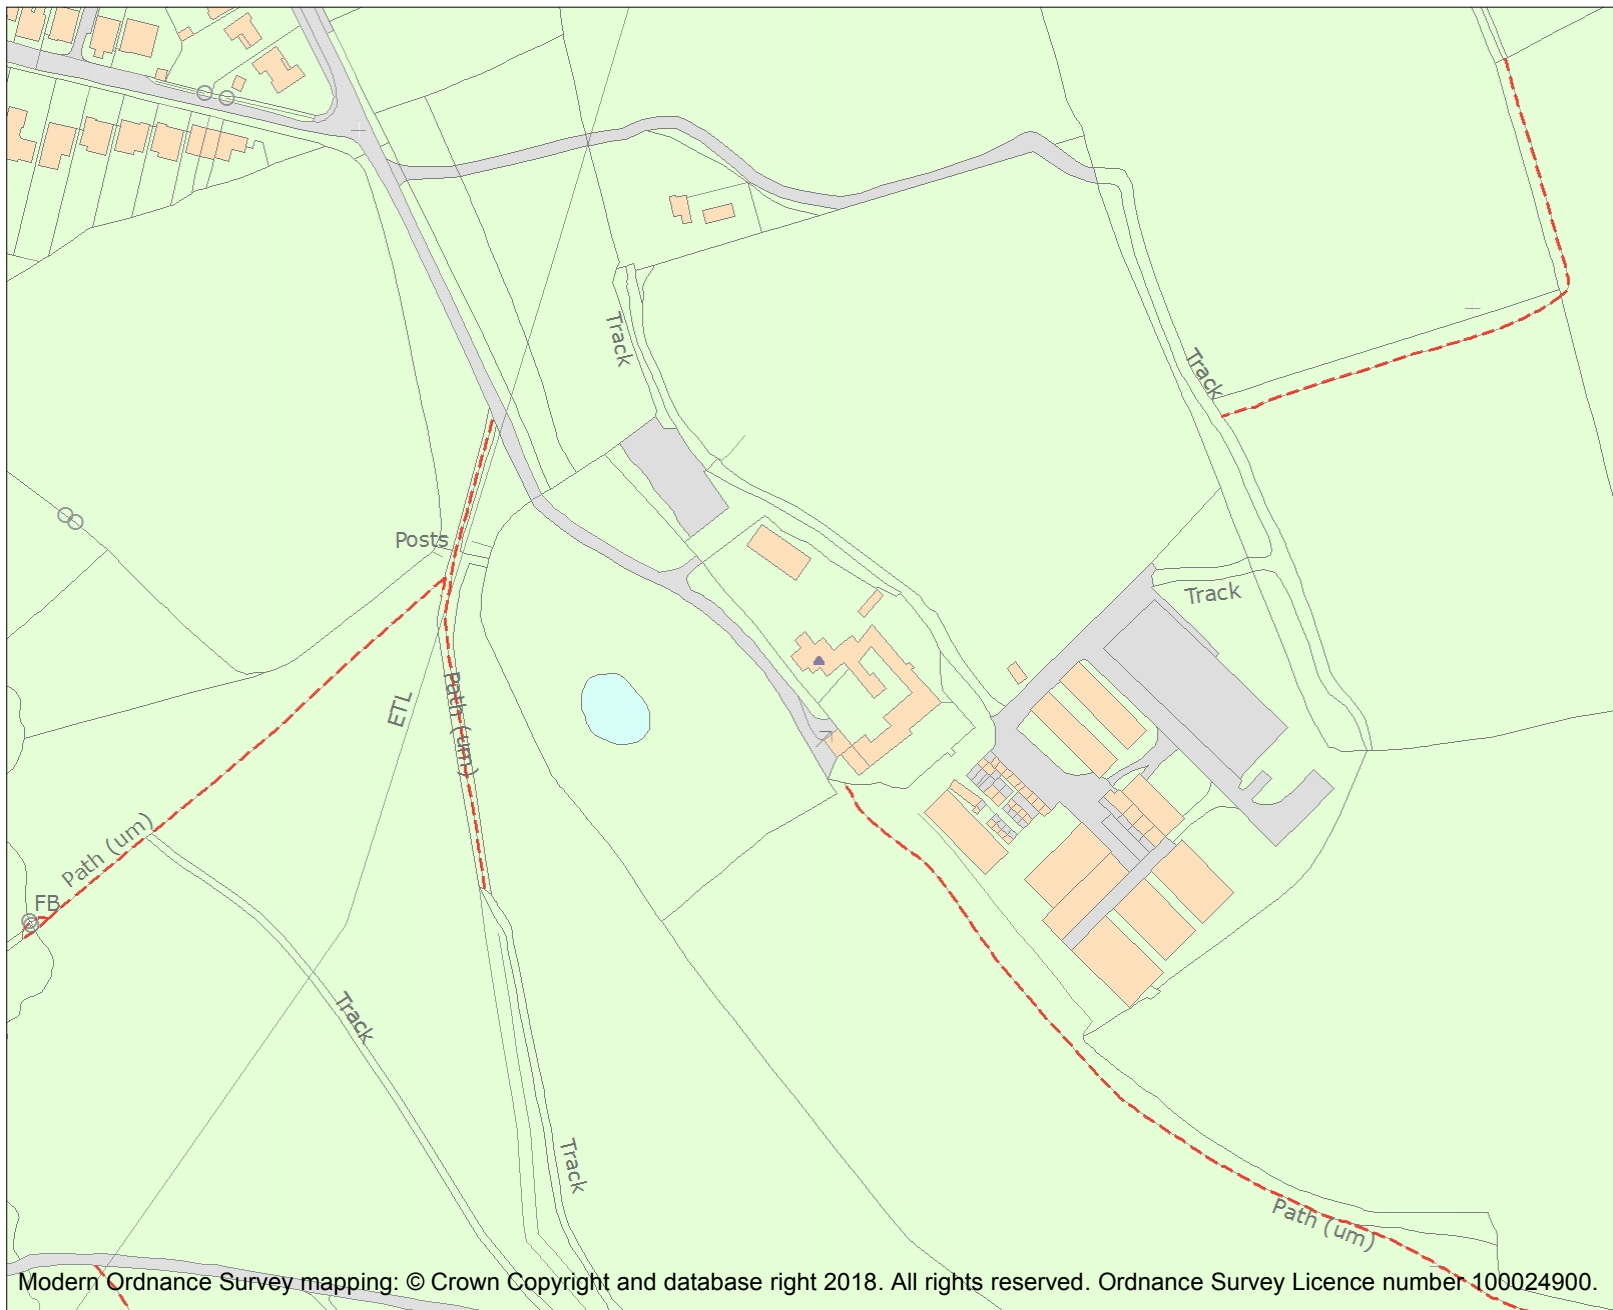 Track
Track
Posts
Track
ETL
Path (um)
Path (um)
FB
Track
Track
Path (um)
Modern Ordnance Survey mapping: © Crown Copyright and database right 2018. All rights reserved. Ordnance Survey Licence number 100024900.